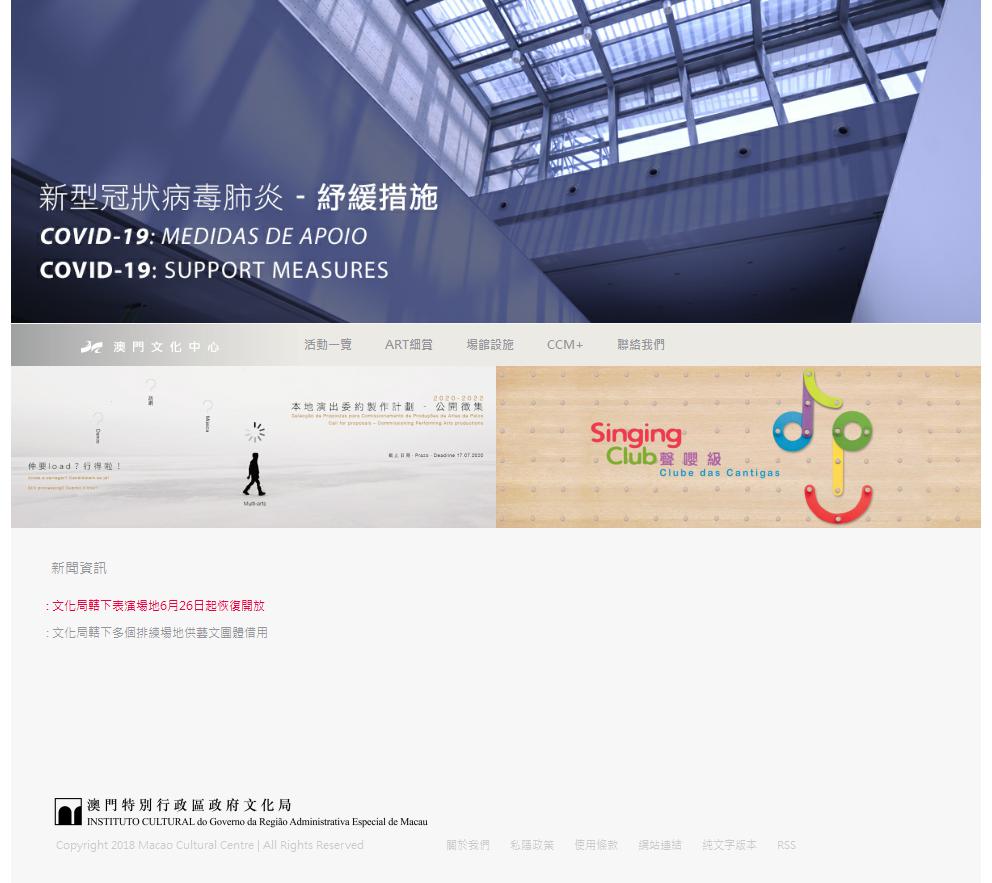 新型冠狀病毒肺炎 - 紓緩措施
COVID-19: MEDIDAS DE APOIO
COVID-19: SUPPORT MEASURES
澳門文化中心
活動一覽 ART細賞 場館設施 CCM+ 聯絡我們
2020-2022
本地演出委約製作計劃 - 公開徵集
Selecção de Propostas para Comissionamento de Produções de Artes de Palco
Call for proposals – Commissioning Performing Arts productions
截止日期 · Prazo · Deadline 17.07.2020
?
話劇
?
Dance
?
Música
仲要load？行得啦！
Multi-arts
Singing
Club 聲嚶級
Clube das Cantigas
新聞資訊
: 文化局轄下表演場地6月26日起恢復開放
: 文化局轄下多個排練場地供藝文團體借用
澳門特別行政區政府文化局
INSTITUTO CULTURAL do Governo da Região Administrativa Especial de Macau
Copyright 2018 Macao Cultural Centre | All Rights Reserved
關於我們 私隱政策 使用條款 網站連結 純文字版本 RSS